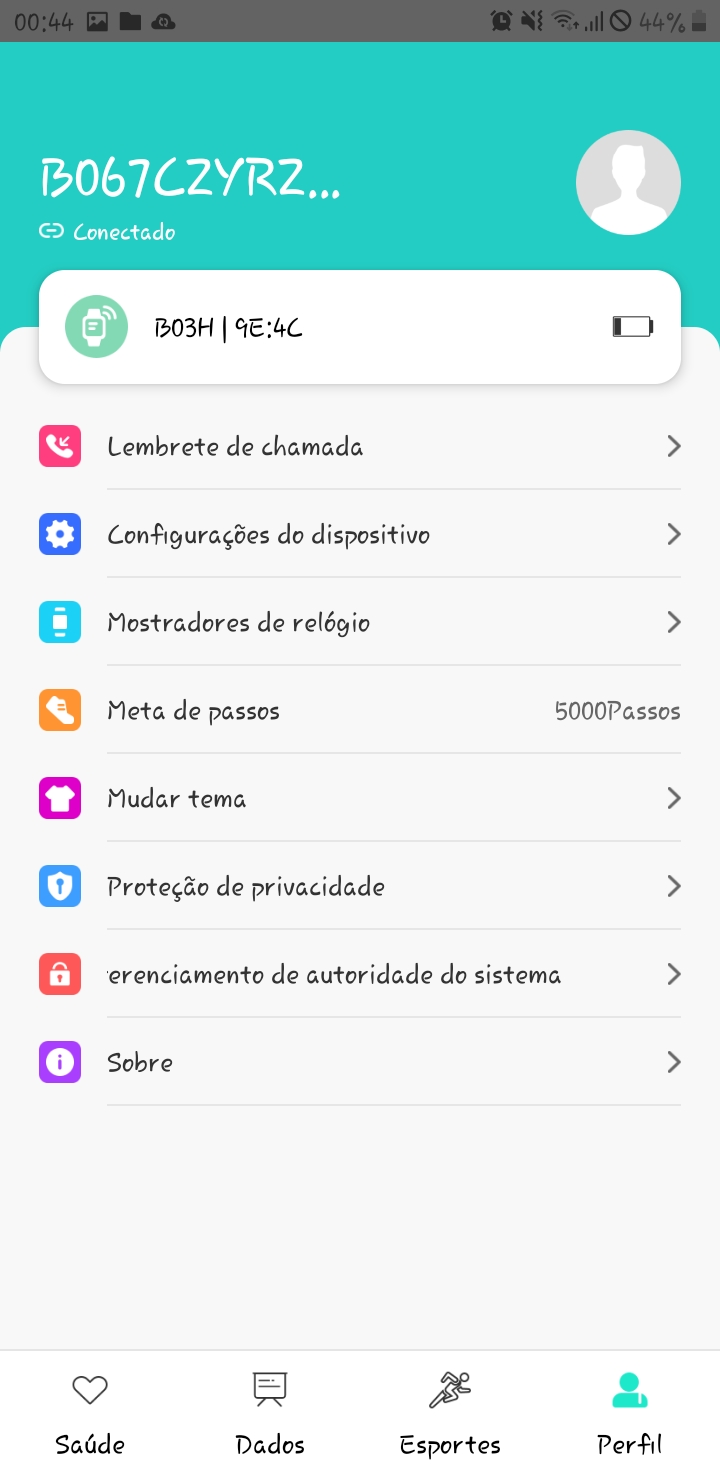 00:44
44%
B067CZYRZ...
Conectado
B03H | 9E:4C
Lembrete de chamada
Configurações do dispositivo
Mostradores de relógio
Meta de passos 5000Passos
Mudar tema
Proteção de privacidade
erenciamento de autoridade do sistema
Sobre
Saúde Dados Esportes Perfil